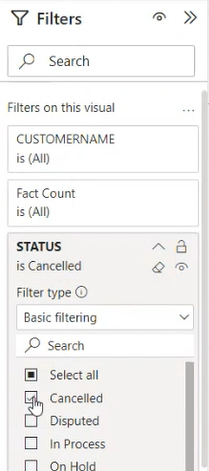 Filters
Search
Filters on this visual
...
CUSTOMERNAME
is (All)
Fact Count
is (All)
STATUS
is Cancelled
Filter type
Basic filtering
Search
Select all
Cancelled
Disputed
In Process
On Hold